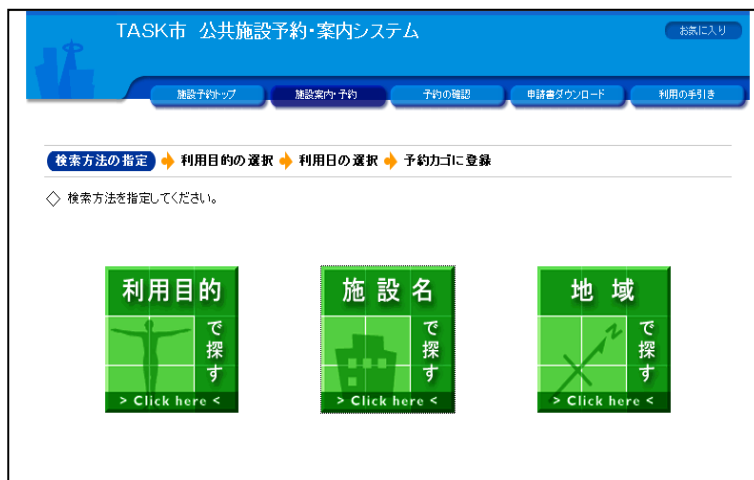 TASK市 公共施設予約・案内システム
お気に入り
施設予約トップ
施設案内・予約
予約の確認
申請書ダウンロード
利用の手引き
検索方法の指定 利用目的の選択 利用日の選択 予約カゴに登録
◇ 検索方法を指定してください。
利用目的
で探す
> Click here <
施設名
で探す
> Click here <
地域
N
で探す
> Click here <